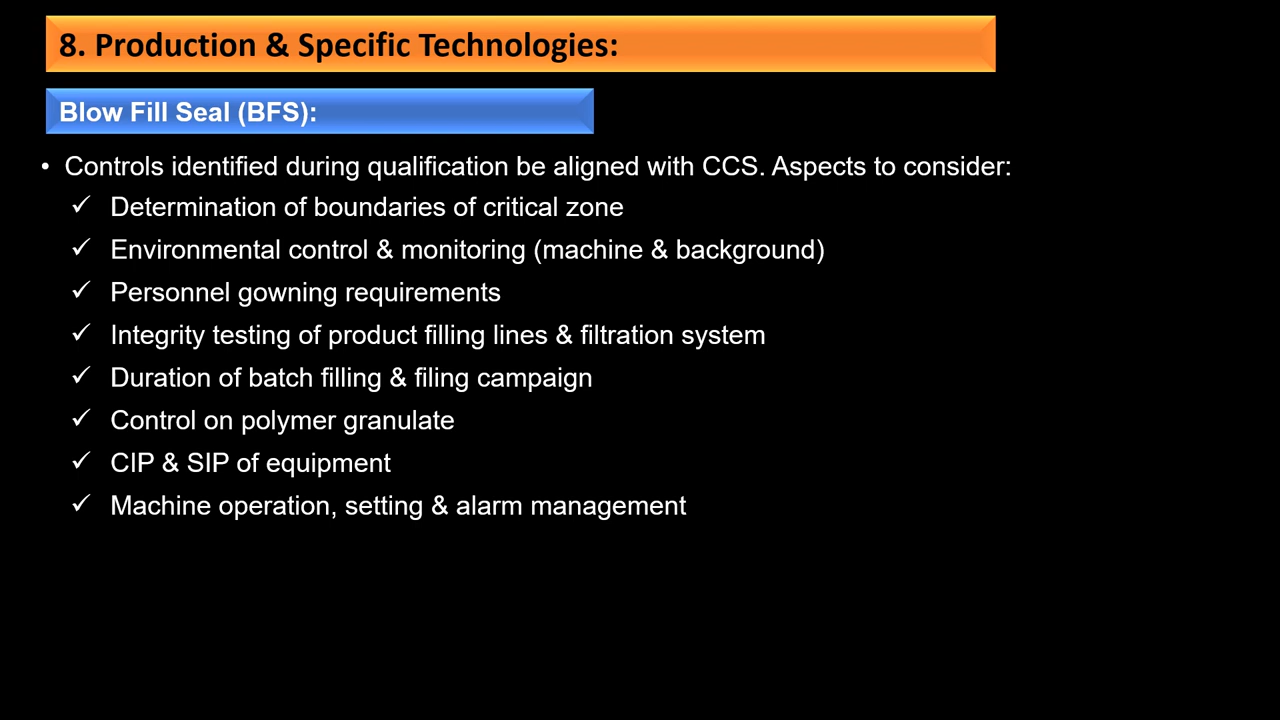 8. Production & Specific Technologies:
Blow Fill Seal (BFS):
• Controls identified during qualification be aligned with CCS. Aspects to consider:
✓ Determination of boundaries of critical zone
✓ Environmental control & monitoring (machine & background)
✓ Personnel gowning requirements
✓ Integrity testing of product filling lines & filtration system
✓ Duration of batch filling & filing campaign
✓ Control on polymer granulate
✓ CIP & SIP of equipment
✓ Machine operation, setting & alarm management